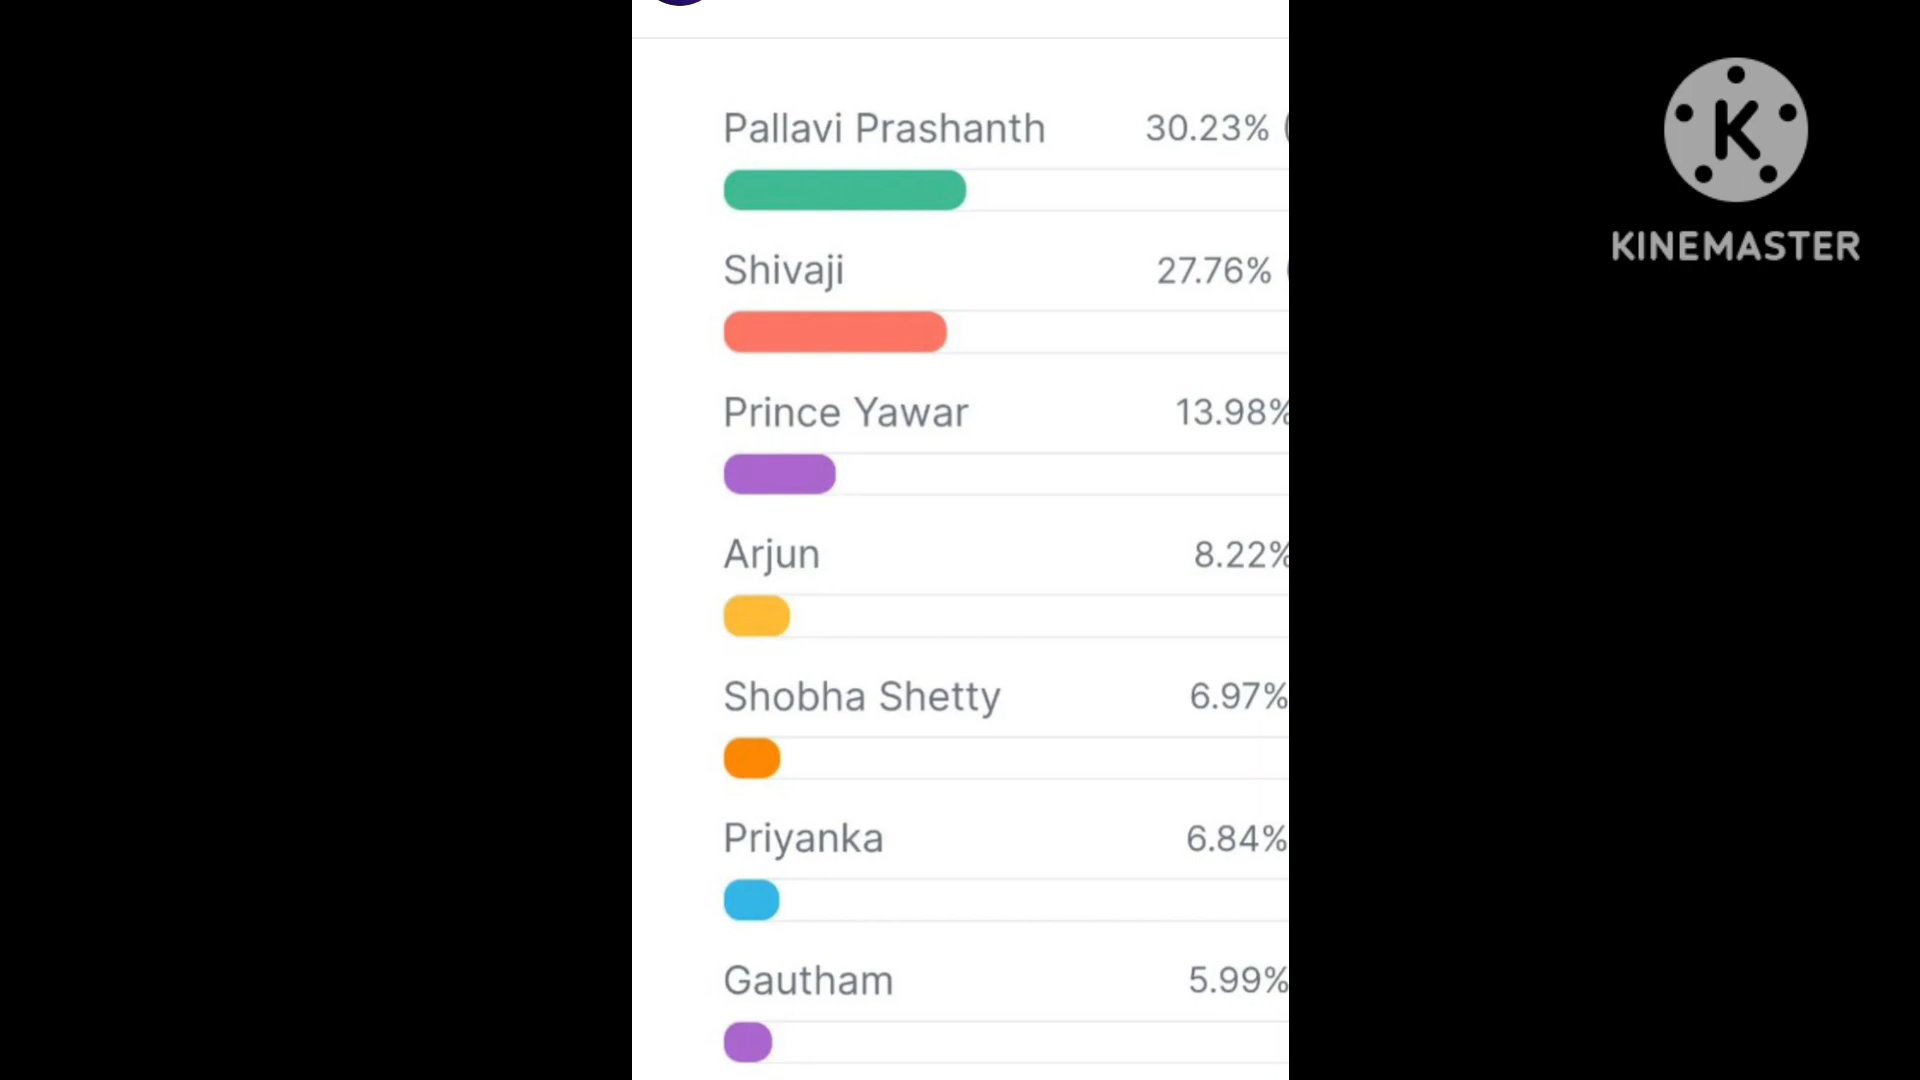 Pallavi Prashanth 30.23% (
Shivaji 27.76% (
Prince Yawar 13.98%
Arjun 8.22%
Shobha Shetty 6.97%
Priyanka 6.84%
Gautham 5.99%
K
KINEMASTER